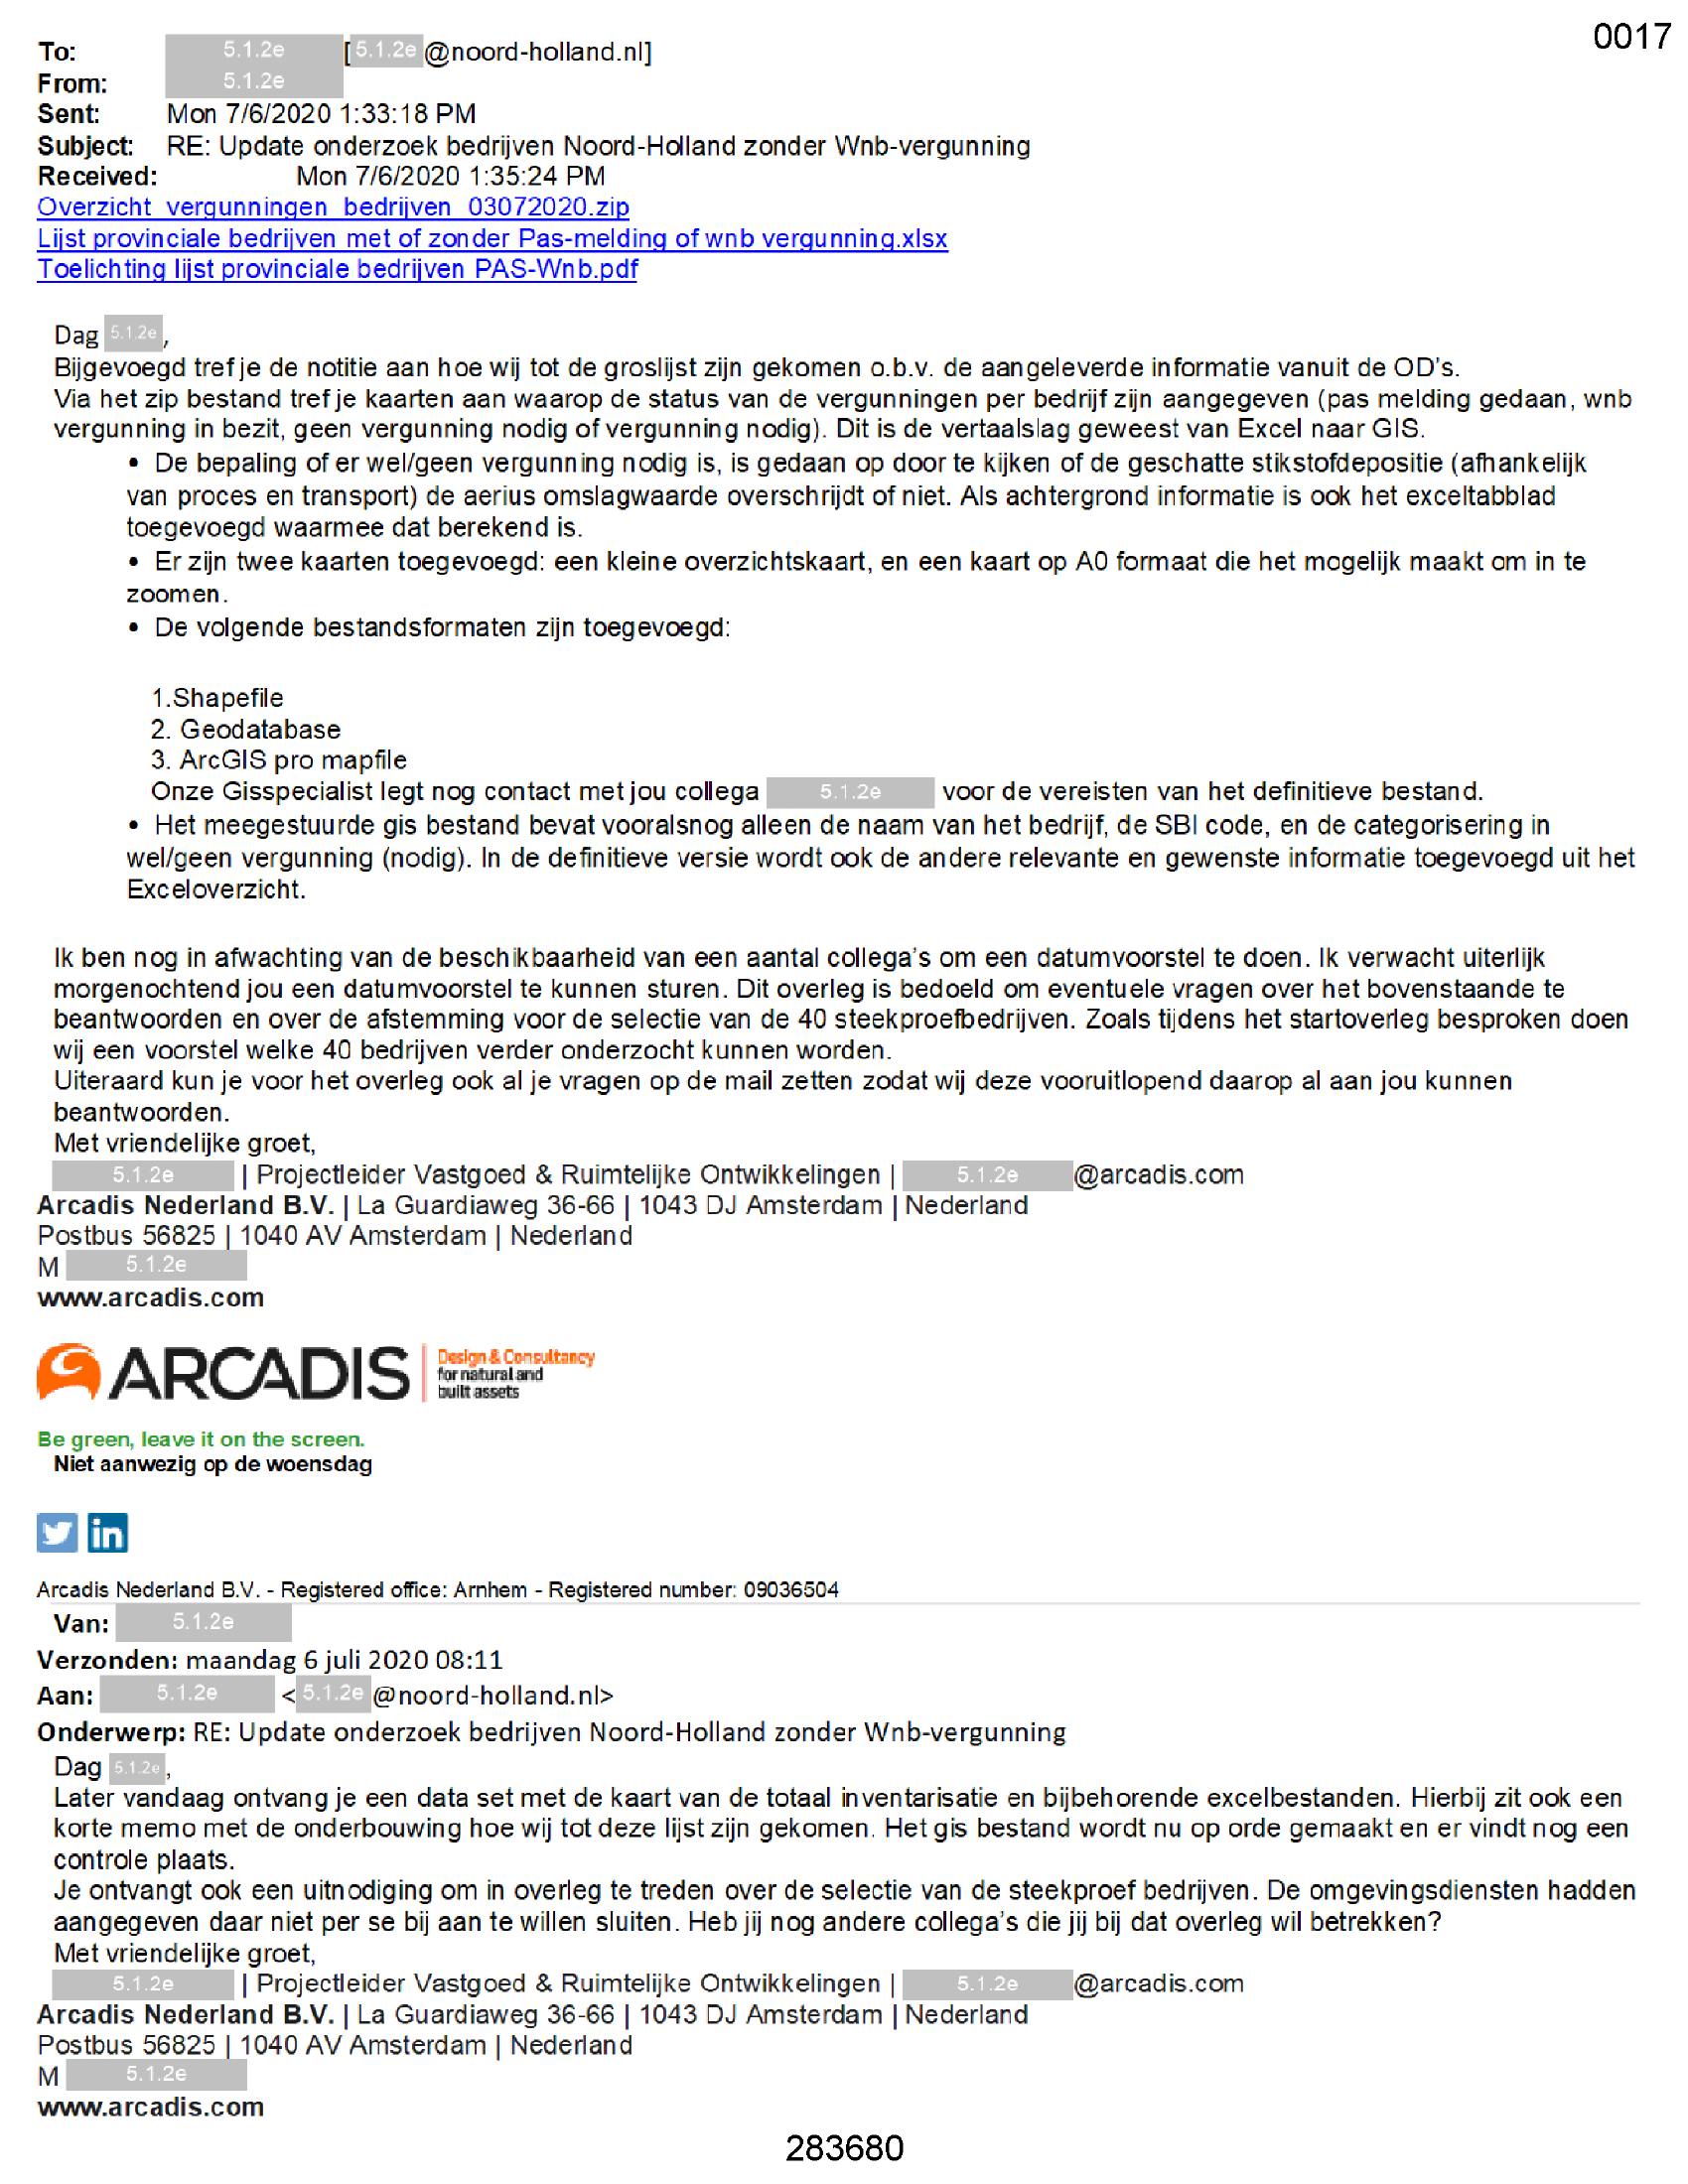 0017
To: 5.1.2e [5.1.2e @noord-holland.nl]
From: 5.1.2e
Sent: Mon 7/6/2020 1:33:18 PM
Subject: RE: Update onderzoek bedrijven Noord-Holland zonder Wnb-vergunning
Received: Mon 7/6/2020 1:35:24 PM
Overzicht_vergunningen_bedrijven_03072020.zip
Lijst provinciale bedrijven met of zonder Pas-melding of wnb vergunning.xlsx
Toelichting lijst provinciale bedrijven PAS-Wnb.pdf
Dag 5.1.2e,
Bijgevoegd tref je de notitie aan hoe wij tot de groslijst zijn gekomen o.b.v. de aangeleverde informatie vanuit de OD's.
Via het zip bestand tref je kaarten aan waarop de status van de vergunningen per bedrijf zijn aangegeven (pas melding gedaan, wnb
vergunning in bezit, geen vergunning nodig of vergunning nodig). Dit is de vertaalslag geweest van Excel naar GIS.
• De bepaling of er wel/geen vergunning nodig is, is gedaan op door te kijken of de geschatte stikstofdepositie (afhankelijk
van proces en transport) de aerius omslagwaarde overschrijdt of niet. Als achtergrond informatie is ook het exceltabblad
toegevoegd waarmee dat berekend is.
• Er zijn twee kaarten toegevoegd: een kleine overzichtskaart, en een kaart op A0 formaat die het mogelijk maakt om in te
zoomen.
• De volgende bestandsformaten zijn toegevoegd:
1.Shapefile
2. Geodatabase
3. ArcGIS pro mapfile
Onze Gisspecialist legt nog contact met jou collega 5.1.2e voor de vereisten van het definitieve bestand.
• Het meegestuurde gis bestand bevat vooralsnog alleen de naam van het bedrijf, de SBI code, en de categorisering in
wel/geen vergunning (nodig). In de definitieve versie wordt ook de andere relevante en gewenste informatie toegevoegd uit het
Exceloverzicht.
Ik ben nog in afwachting van de beschikbaarheid van een aantal collega's om een datumvoorstel te doen. Ik verwacht uiterlijk
morgenochtend jou een datumvoorstel te kunnen sturen. Dit overleg is bedoeld om eventuele vragen over het bovenstaande te
beantwoorden en over de afstemming voor de selectie van de 40 steekproefbedrijven. Zoals tijdens het startoverleg besproken doen
wij een voorstel welke 40 bedrijven verder onderzocht kunnen worden.
Uiteraard kun je voor het overleg ook al je vragen op de mail zetten zodat wij deze vooruitlopend daarop al aan jou kunnen
beantwoorden.
Met vriendelijke groet,
5.1.2e | Projectleider Vastgoed & Ruimtelijke Ontwikkelingen | 5.1.2e @arcadis.com
Arcadis Nederland B.V. | La Guardiaweg 36-66 | 1043 DJ Amsterdam | Nederland
Postbus 56825 | 1040 AV Amsterdam | Nederland
M 5.1.2e
www.arcadis.com
ARCADIS
Design & Consultancy
for natural and
built assets
Be green, leave it on the screen.
Niet aanwezig op de woensdag
in
Arcadis Nederland B.V. - Registered office: Arnhem - Registered number: 09036504
Van: 5.1.2e
Verzonden: maandag 6 juli 2020 08:11
Aan: 5.1.2e <5.1.2e @noord-holland.nl>
Onderwerp: RE: Update onderzoek bedrijven Noord-Holland zonder Wnb-vergunning
Dag 5.1.2e,
Later vandaag ontvang je een data set met de kaart van de totaal inventarisatie en bijbehorende excelbestanden. Hierbij zit ook een
korte memo met de onderbouwing hoe wij tot deze lijst zijn gekomen. Het gis bestand wordt nu op orde gemaakt en er vindt nog een
controle plaats.
Je ontvangt ook een uitnodiging om in overleg te treden over de selectie van de steekproef bedrijven. De omgevingsdiensten hadden
aangegeven daar niet per se bij aan te willen sluiten. Heb jij nog andere collega's die jij bij dat overleg wil betrekken?
Met vriendelijke groet,
5.1.2e | Projectleider Vastgoed & Ruimtelijke Ontwikkelingen | 5.1.2e @arcadis.com
Arcadis Nederland B.V. | La Guardiaweg 36-66 | 1043 DJ Amsterdam | Nederland
Postbus 56825 | 1040 AV Amsterdam | Nederland
M 5.1.2e
www.arcadis.com
283680